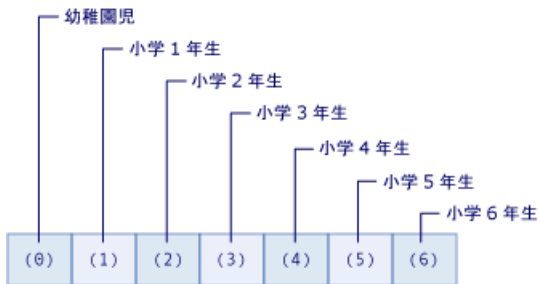 幼稚園児
小学 1 年生
小学 2 年生
小学 3 年生
小学 4 年生
小学 5 年生
小学 6 年生
(0) (1) (2) (3) (4) (5) (6)